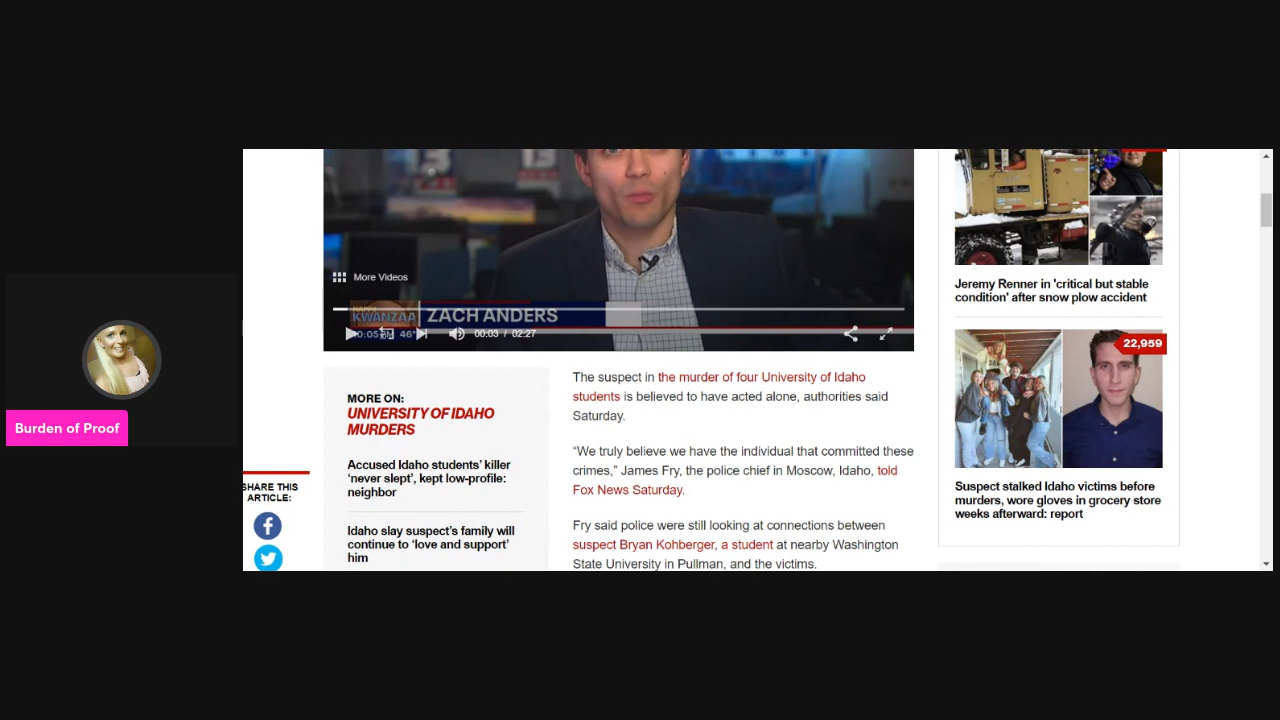 13
13
More Videos
HAPPY
KWANZAA
ZACH ANDERS
46°
00:03 / 02:27
Burden of Proof
SHARE THIS
ARTICLE:
MORE ON:
UNIVERSITY OF IDAHO
MURDERS
Accused Idaho students’ killer
‘never slept’, kept low-profile:
neighbor
Idaho slay suspect’s family will
continue to ‘love and support’
him
The suspect in the murder of four University of Idaho
students is believed to have acted alone, authorities said
Saturday.
“We truly believe we have the individual that committed these
crimes,” James Fry, the police chief in Moscow, Idaho, told
Fox News Saturday.
Fry said police were still looking at connections between
suspect Bryan Kohberger, a student at nearby Washington
State University in Pullman, and the victims.
Jeremy Renner in 'critical but stable
condition' after snow plow accident
22,959
Suspect stalked Idaho victims before
murders, wore gloves in grocery store
weeks afterward: report